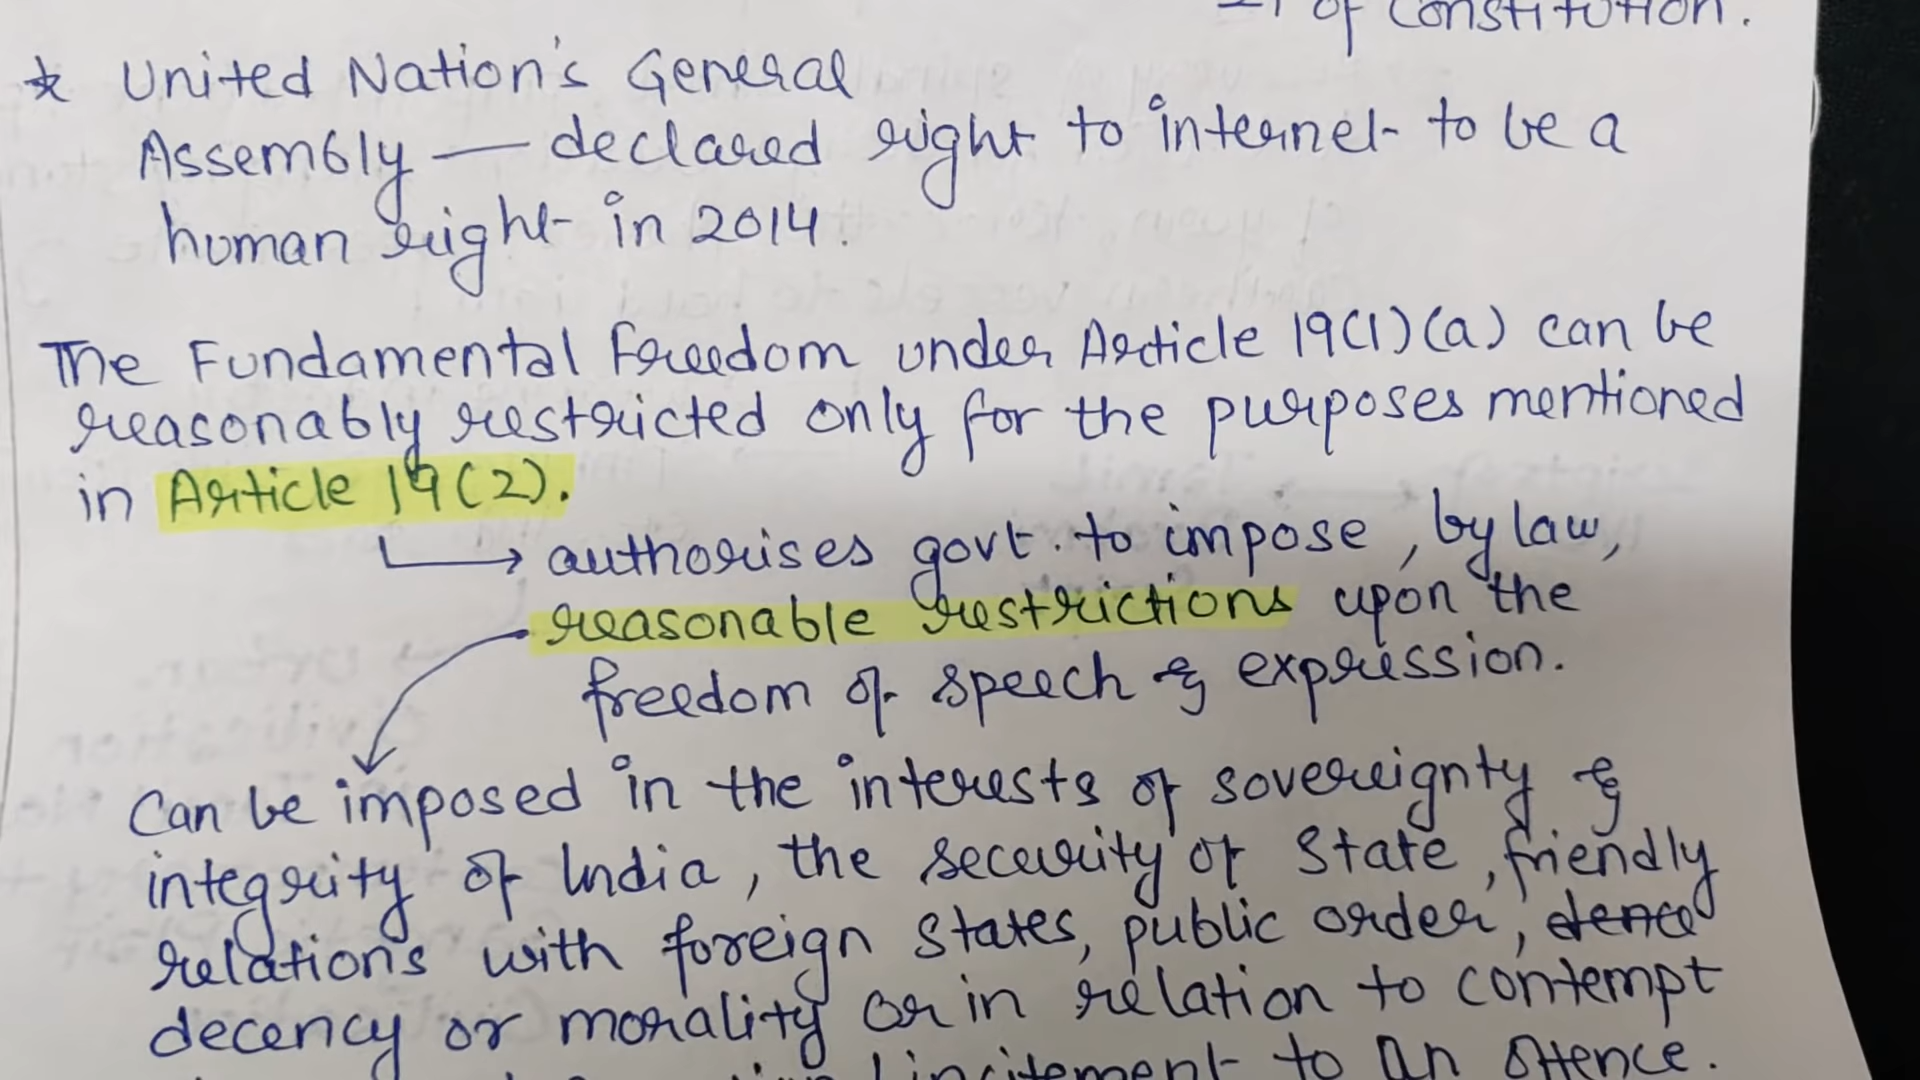 of Constitution.
* United Nation's General
Assembly — declared right to internet to be a
human right in 2014.
The Fundamental Freedom under Article 19(1)(a) can be
reasonably restricted only for the purposes mentioned
in Article 19(2).
→ authorises govt. to impose, by law,
reasonable restrictions upon the
freedom of speech & expression.
Can be imposed in the interests of sovereignty &
integrity of India, the security of State, friendly
relations with foreign states, public order,
decency or morality or in relation to contempt
incitement to an offence.